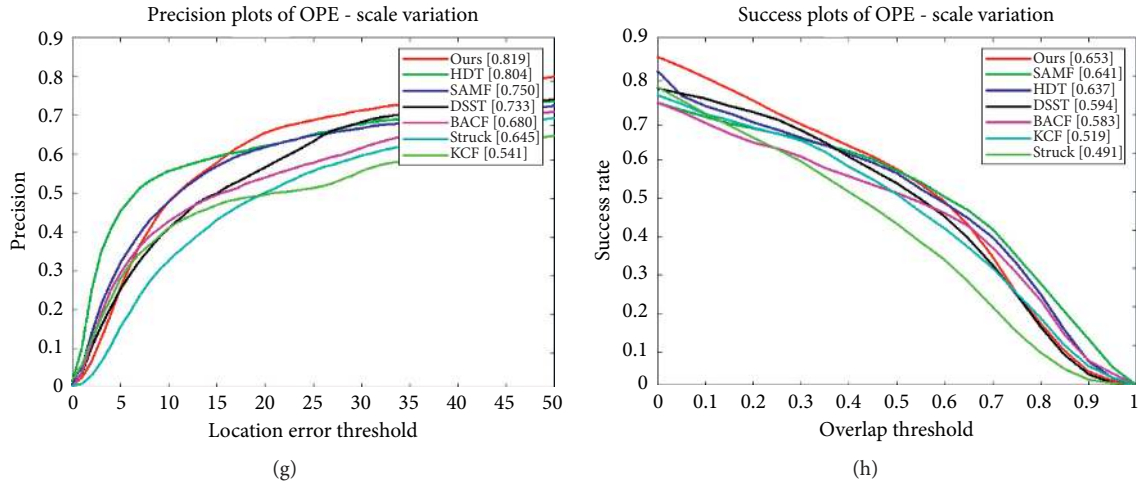 Precision plots of OPE - scale variation
0.9
0.8
0.7
0.6
0.5
0.4
0.3
0.2
0.1
0
Precision
Ours [0.819]
HDT [0.804]
SAMF [0.750]
DSST [0.733]
BACF [0.680]
Struck [0.645]
KCF [0.541]
0 5 10 15 20 25 30 35 40 45 50
Location error threshold
(g)
Success plots of OPE - scale variation
0.9
0.8
0.7
0.6
0.5
0.4
0.3
0.2
0.1
0
Success rate
Ours [0.653]
SAMF [0.641]
HDT [0.637]
DSST [0.594]
BACF [0.583]
KCF [0.519]
Struck [0.491]
0 0.1 0.2 0.3 0.4 0.5 0.6 0.7 0.8 0.9 1
Overlap threshold
(h)